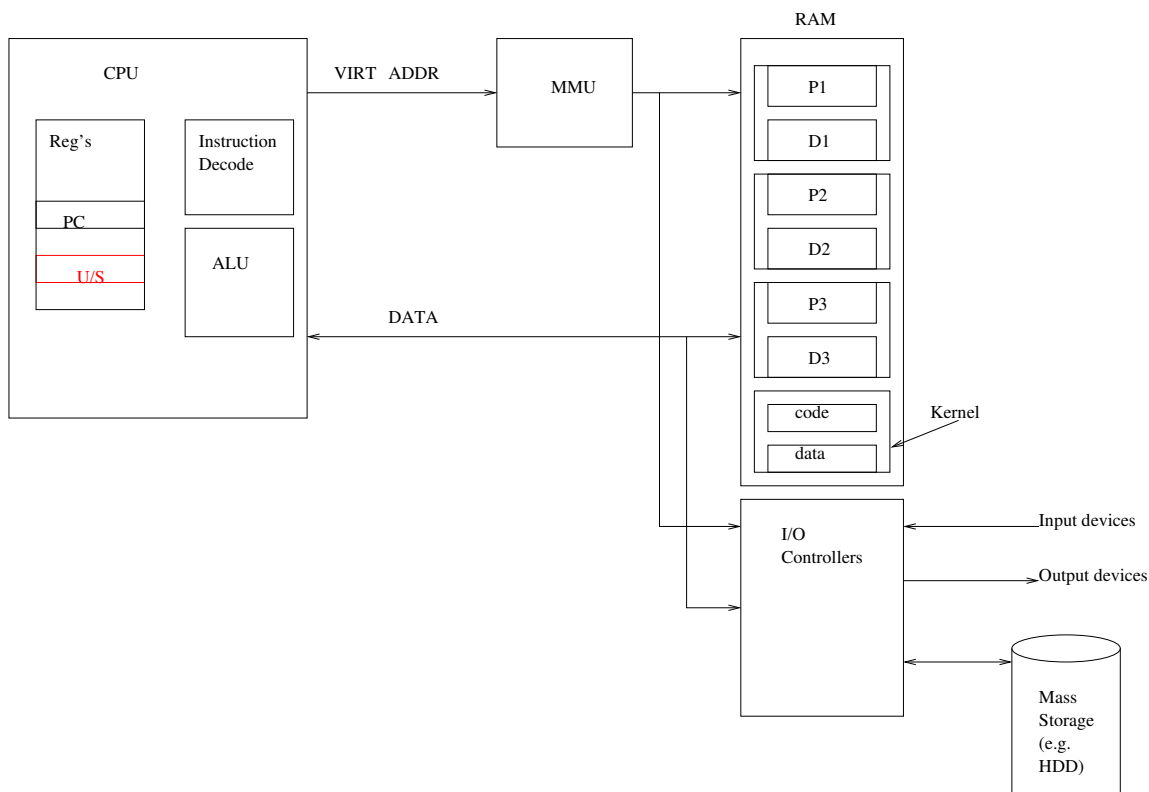 RAM
CPU
VIRT ADDR
MMU
P1
Reg's
Instruction
Decode
D1
P2
PC
D2
ALU
U/S
P3
DATA
D3
code
Kernel
data
I/O
Controllers
Input devices
Output devices
Mass
Storage
(e.g.
HDD)